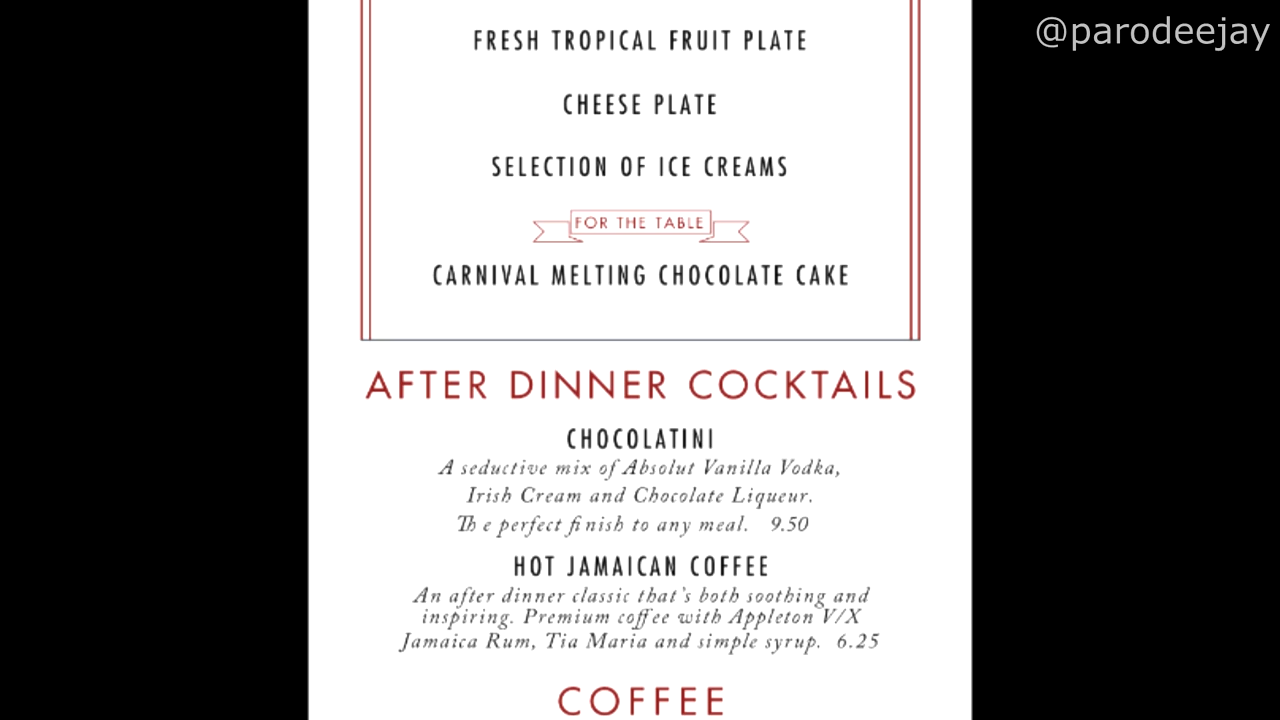 @parodeejay
FRESH TROPICAL FRUIT PLATE
CHEESE PLATE
SELECTION OF ICE CREAMS
FOR THE TABLE
CARNIVAL MELTING CHOCOLATE CAKE
AFTER DINNER COCKTAILS
CHOCOLATINI
A seductive mix of Absolut Vanilla Vodka,
Irish Cream and Chocolate Liqueur.
The perfect finish to any meal. 9.50
HOT JAMAICAN COFFEE
An after dinner classic that's both soothing and
inspiring. Premium coffee with Appleton V/X
Jamaica Rum, Tia Maria and simple syrup. 6.25
COFFEE